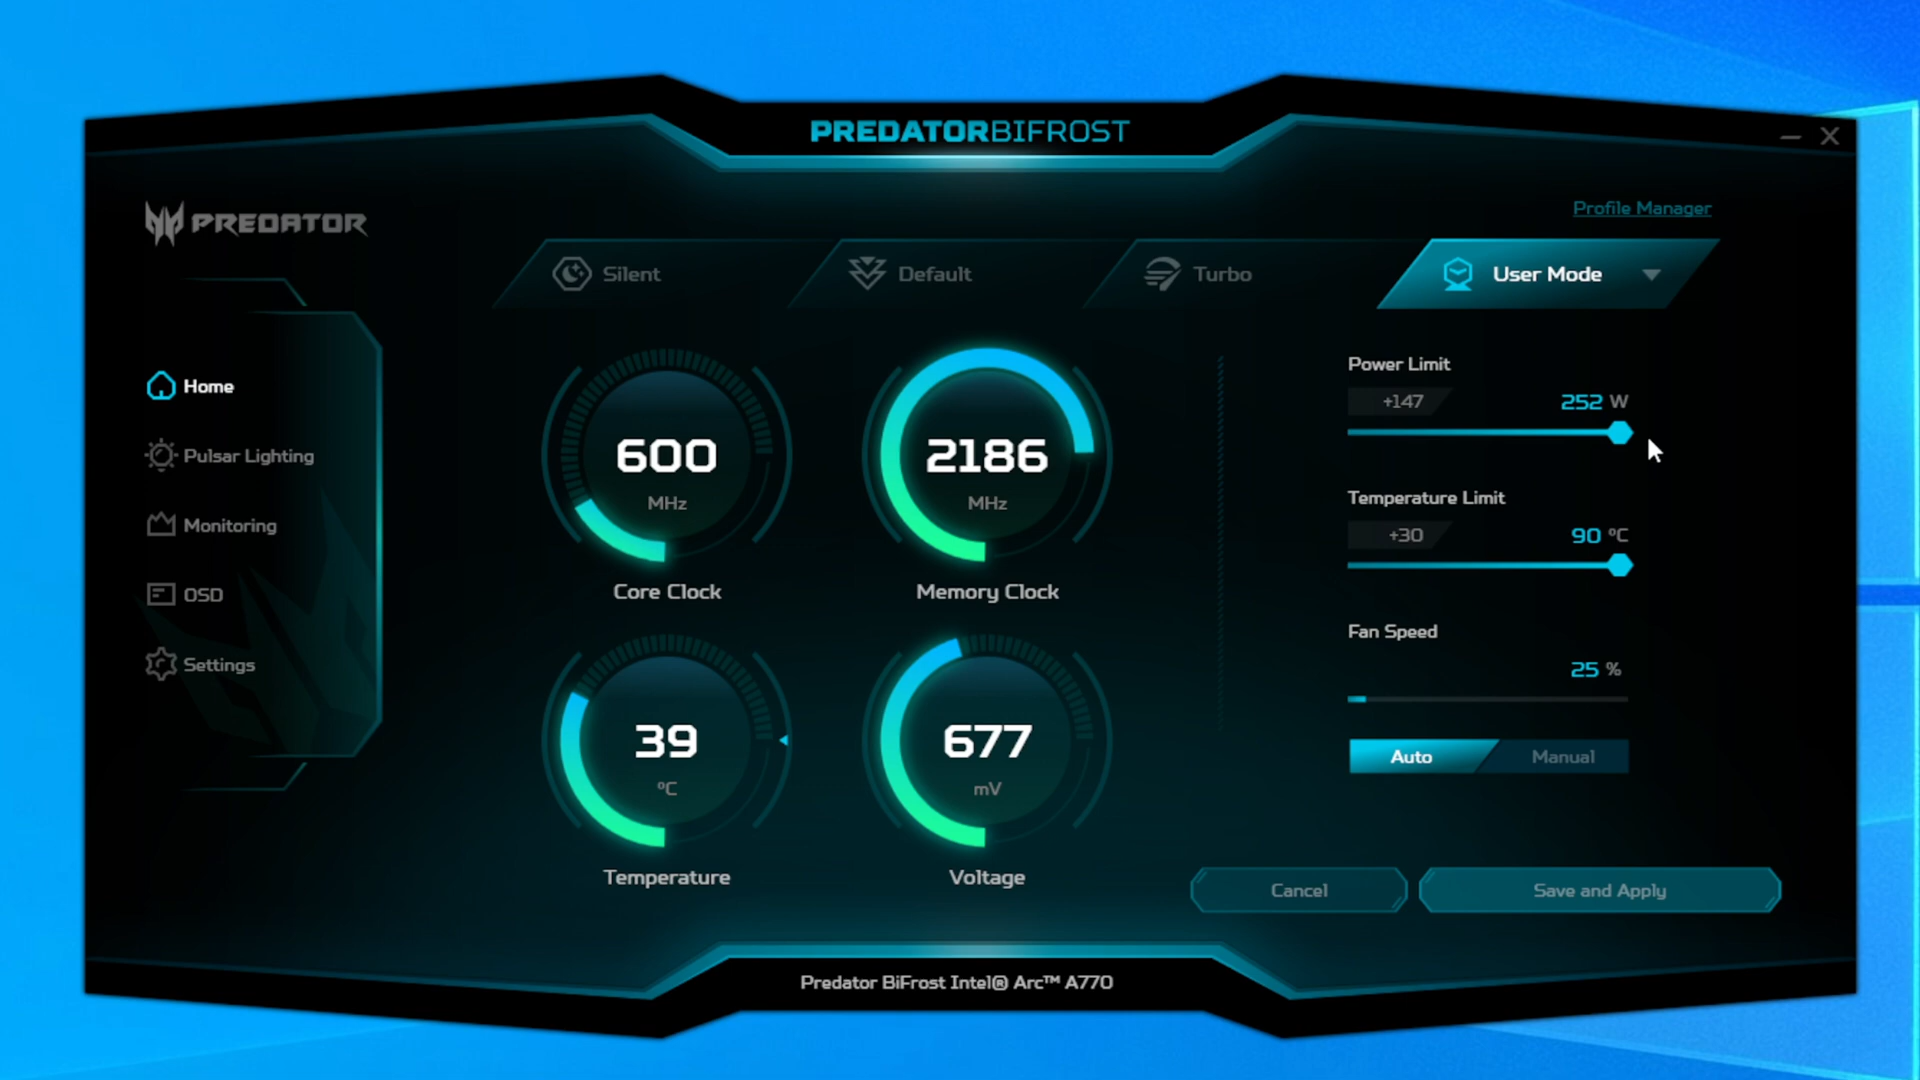 PREDATORBIFROST
PREDATOR
Profile Manager
Silent
Default
Turbo
User Mode
Home
Pulsar Lighting
Monitoring
OSD
Settings
600
MHz
Core Clock
2186
MHz
Memory Clock
39
°C
Temperature
677
mV
Voltage
Power Limit
+147 252 W
Temperature Limit
+30 90 °C
Fan Speed
25 %
Auto Manual
Cancel Save and Apply
Predator BiFrost Intel® Arc™ A770